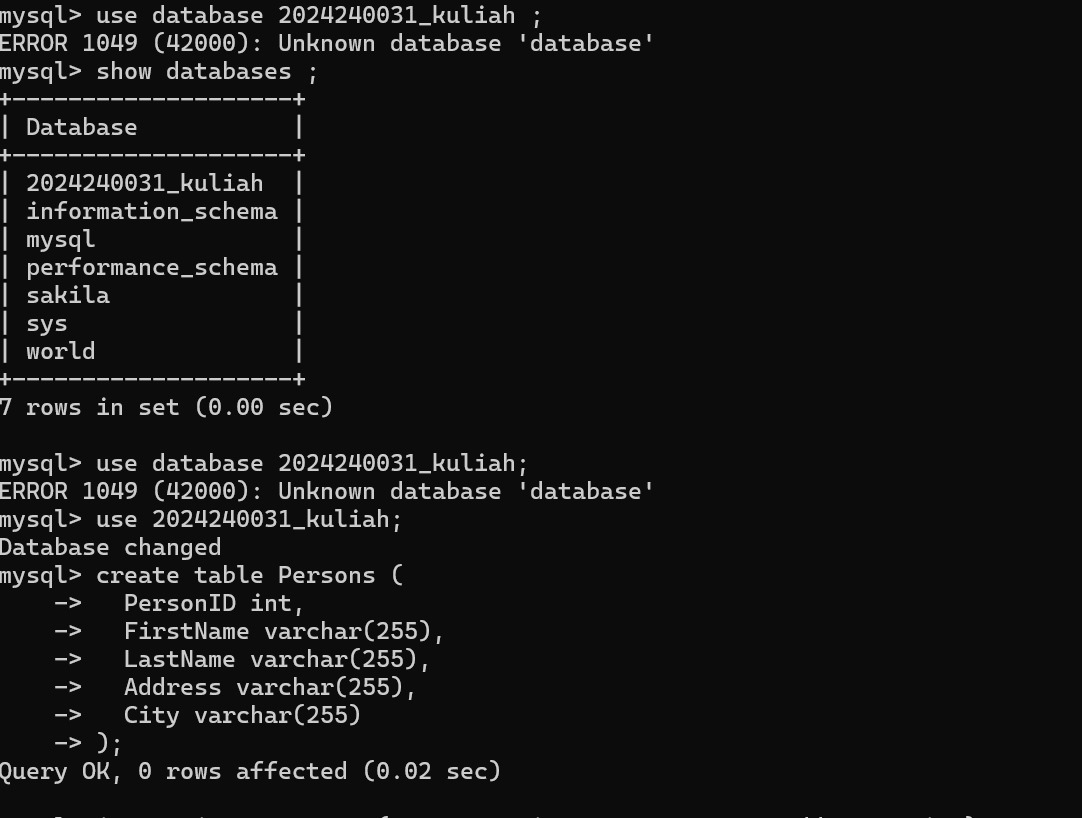 mysql> use database 2024240031_kuliah ;
ERROR 1049 (42000): Unknown database 'database'
mysql> show databases ;
+--------------------+
| Database           |
+--------------------+
| 2024240031_kuliah  |
| information_schema |
| mysql              |
| performance_schema |
| sakila             |
| sys                |
| world              |
+--------------------+
7 rows in set (0.00 sec)
mysql> use database 2024240031_kuliah;
ERROR 1049 (42000): Unknown database 'database'
mysql> use 2024240031_kuliah;
Database changed
mysql> create table Persons (
    ->   PersonID int,
    ->   FirstName varchar(255),
    ->   LastName varchar(255),
    ->   Address varchar(255),
    ->   City varchar(255)
    -> );
Query OK, 0 rows affected (0.02 sec)